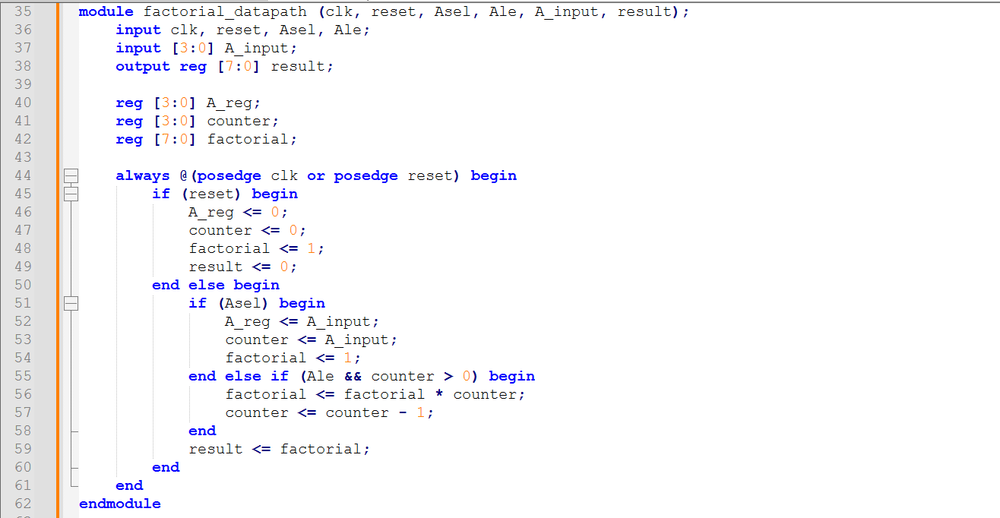 35 module factorial_datapath (clk, reset, Asel, Ale, A_input, result);
36 input clk, reset, Asel, Ale;
37 input [3:0] A_input;
38 output reg [7:0] result;
39
40 reg [3:0] A_reg;
41 reg [3:0] counter;
42 reg [7:0] factorial;
43
44 always @(posedge clk or posedge reset) begin
45 if (reset) begin
46 A_reg <= 0;
47 counter <= 0;
48 factorial <= 1;
49 result <= 0;
50 end else begin
51 if (Asel) begin
52 A_reg <= A_input;
53 counter <= A_input;
54 factorial <= 1;
55 end else if (Ale && counter > 0) begin
56 factorial <= factorial * counter;
57 counter <= counter - 1;
58 end
59 result <= factorial;
60 end
61 end
62 endmodule